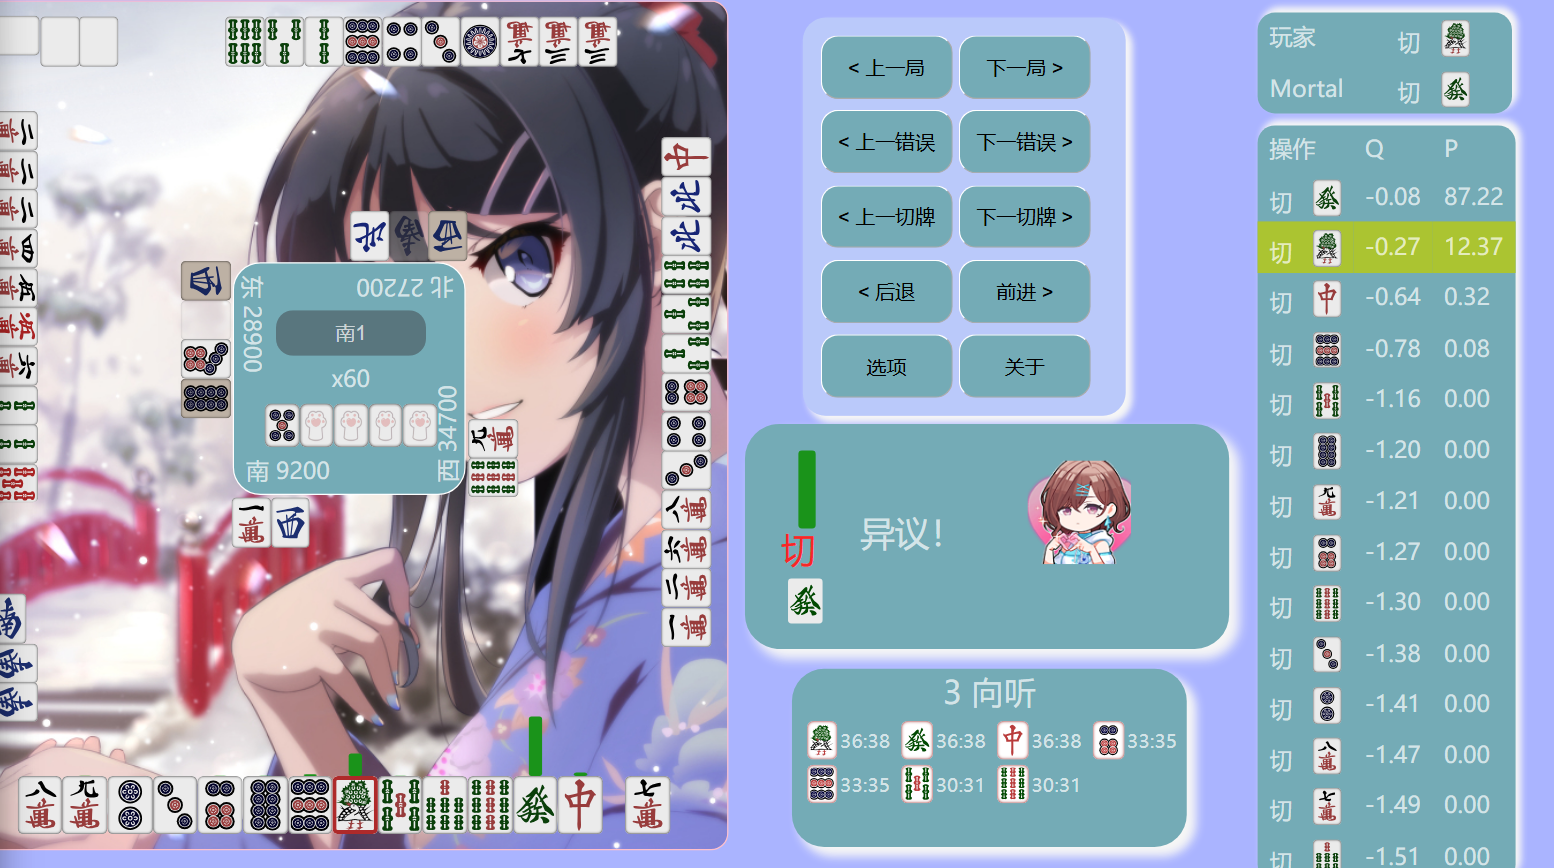 东 28900
北 27200
南1
x60
西 34700
南 9200
< 上一局
下一局 >
< 上一错误
下一错误 >
< 上一切牌
下一切牌 >
< 后退
前进 >
选项
关于
切
異议!
3 向听
36:38
36:38
36:38
33:35
33:35
30:31
30:31
玩家 切
Mortal 切
操作 Q P
切 -0.08 87.22
切 -0.27 12.37
切 -0.64 0.32
切 -0.78 0.08
切 -1.16 0.00
切 -1.20 0.00
切 -1.21 0.00
切 -1.27 0.00
切 -1.30 0.00
切 -1.38 0.00
切 -1.41 0.00
切 -1.47 0.00
切 -1.49 0.00
切 -1.51 0.00